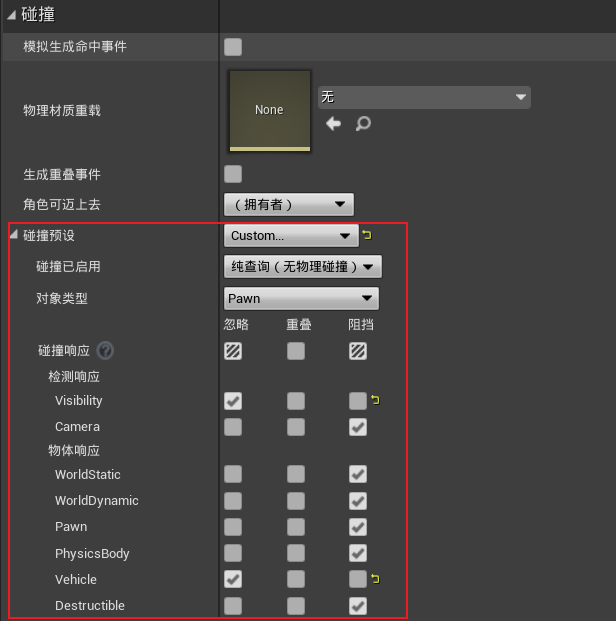 碰撞
模拟生成命中事件
物理材质重载
None
无
生成重叠事件
角色可迈上去
（拥有者）
碰撞预设
Custom...
碰撞已启用
纯查询（无物理碰撞）
对象类型
Pawn
忽略 重叠 阻挡
碰撞响应 ?
检测响应
Visibility
Camera
物体响应
WorldStatic
WorldDynamic
Pawn
PhysicsBody
Vehicle
Destructible